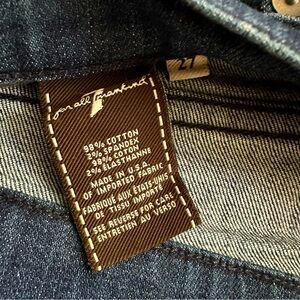 for all 7 mankind
27
98% COTTON
2% SPANDEX
98% COTON
2% ELASTHANNE
MADE IN U.S.A.
OF IMPORTED FABRIC
FABRIQUÉ AUX ÉTATS-UNIS
DE TISSU IMPORTÉ
SEE REVERSE FOR CARE
ENTRETIEN AU VERSO